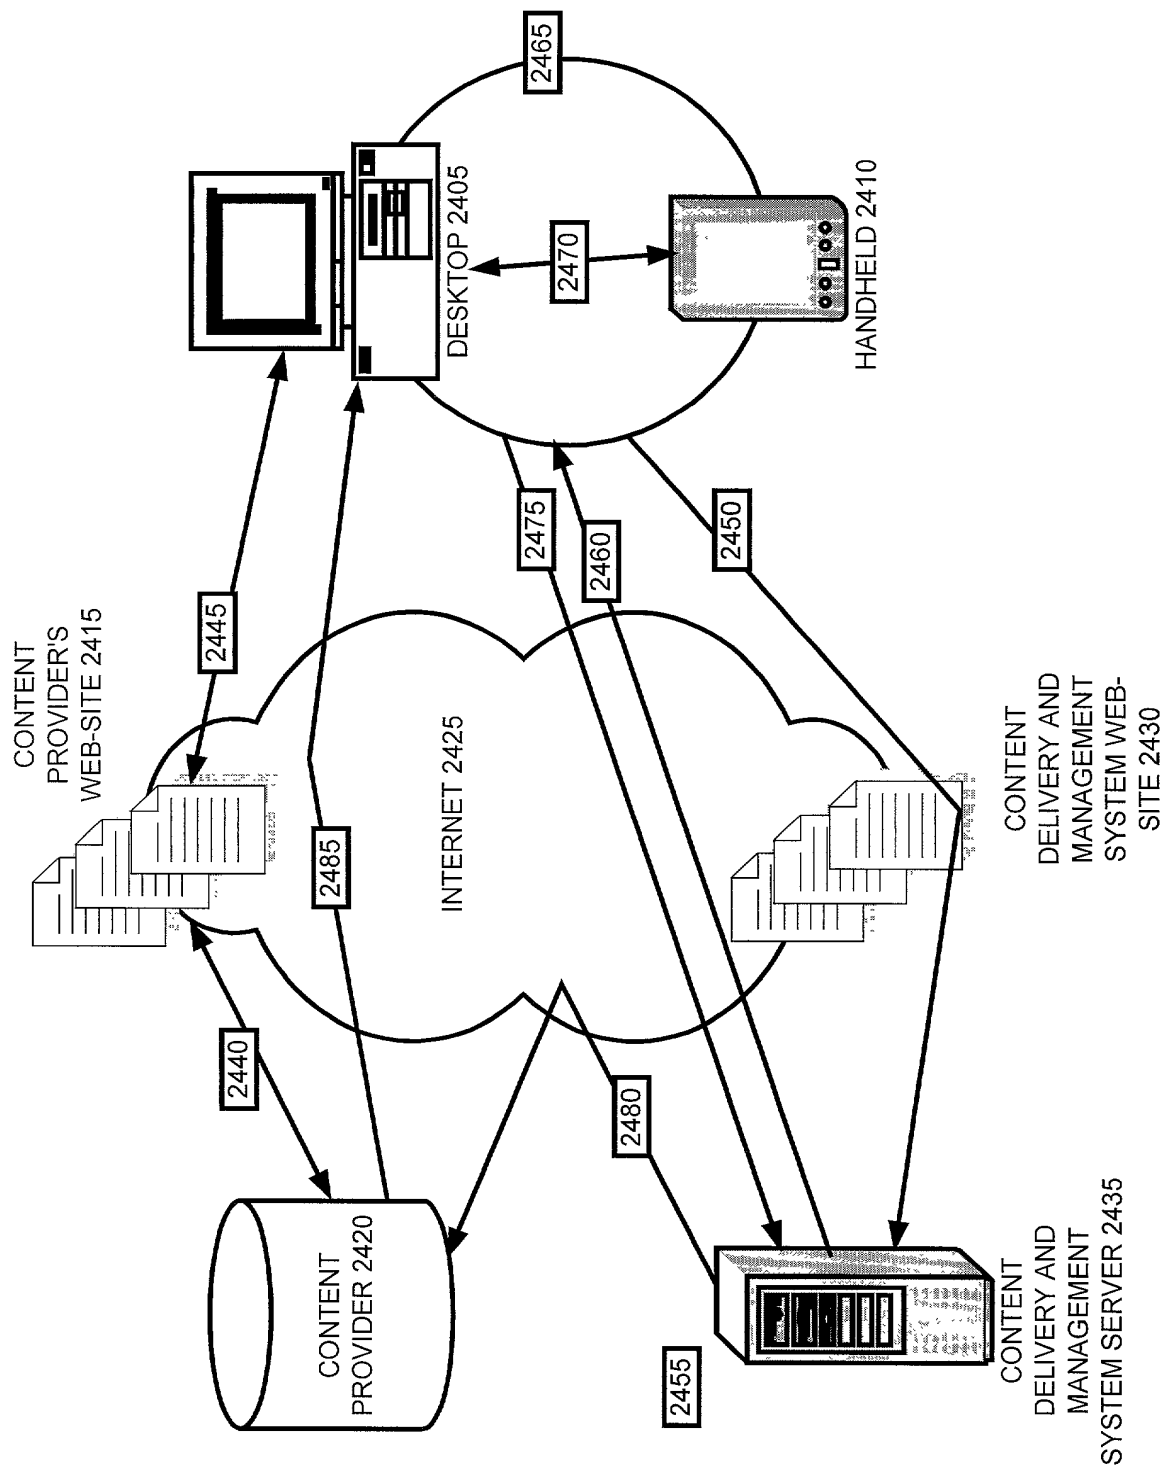 CONTENT
PROVIDER'S
WEB-SITE 2415
2465
2445
2485
2440
DESKTOP 2405
CONTENT
PROVIDER 2420
INTERNET 2425
2470
2475
2460
2480
2450
2455
HANDHELD 2410
CONTENT
DELIVERY AND
MANAGEMENT
SYSTEM WEB-
SITE 2430
CONTENT
DELIVERY AND
MANAGEMENT
SYSTEM SERVER 2435